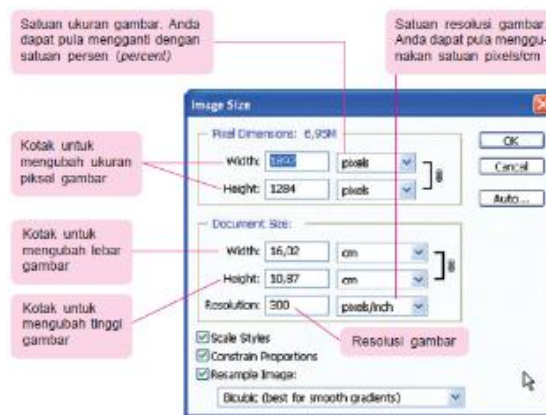 Satuan ukuran gambar. Anda
dapat pula mengganti dengan
satuan persen (percent)
Satuan resolusi gambar.
Anda dapat pula menggu-
nakan satuan pixels/cm
Image Size
Pixel Dimensions: 6,95M
OK
Kotak untuk
mengubah ukuran
piksel gambar
Width: 1892 pixels
Cancel
Height: 1284 pixels
Auto...
Document Size:
Kotak untuk
mengubah lebar
gambar
Width: 16,02 cm
Height: 10,87 cm
Kotak untuk
mengubah tinggi
gambar
Resolution: 300 pixels/inch
Resolusi gambar
Scale Styles
Constrain Proportions
Resample Image:
Bicubic (best for smooth gradients)